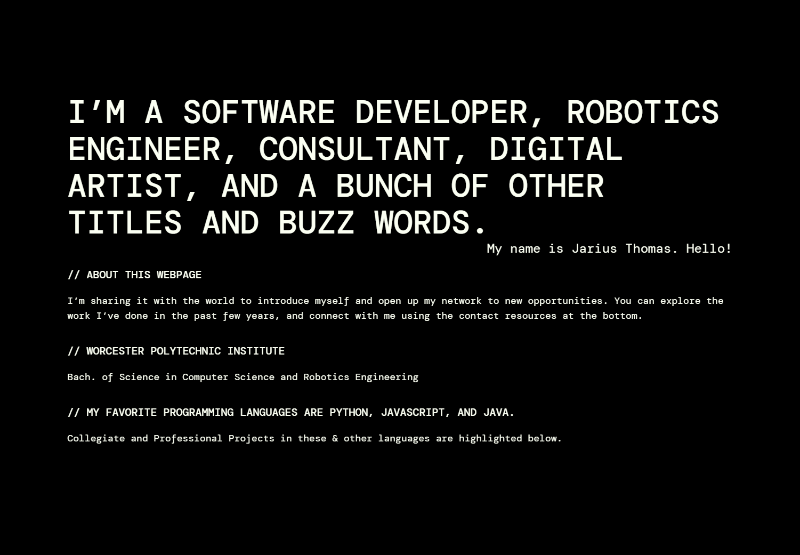 I’M A SOFTWARE DEVELOPER, ROBOTICS
ENGINEER, CONSULTANT, DIGITAL
ARTIST, AND A BUNCH OF OTHER
TITLES AND BUZZ WORDS.
My name is Jarius Thomas. Hello!
// ABOUT THIS WEBPAGE
I’m sharing it with the world to introduce myself and open up my network to new opportunities. You can explore the
work I’ve done in the past few years, and connect with me using the contact resources at the bottom.
// WORCESTER POLYTECHNIC INSTITUTE
Bach. of Science in Computer Science and Robotics Engineering
// MY FAVORITE PROGRAMMING LANGUAGES ARE PYTHON, JAVASCRIPT, AND JAVA.
Collegiate and Professional Projects in these & other languages are highlighted below.